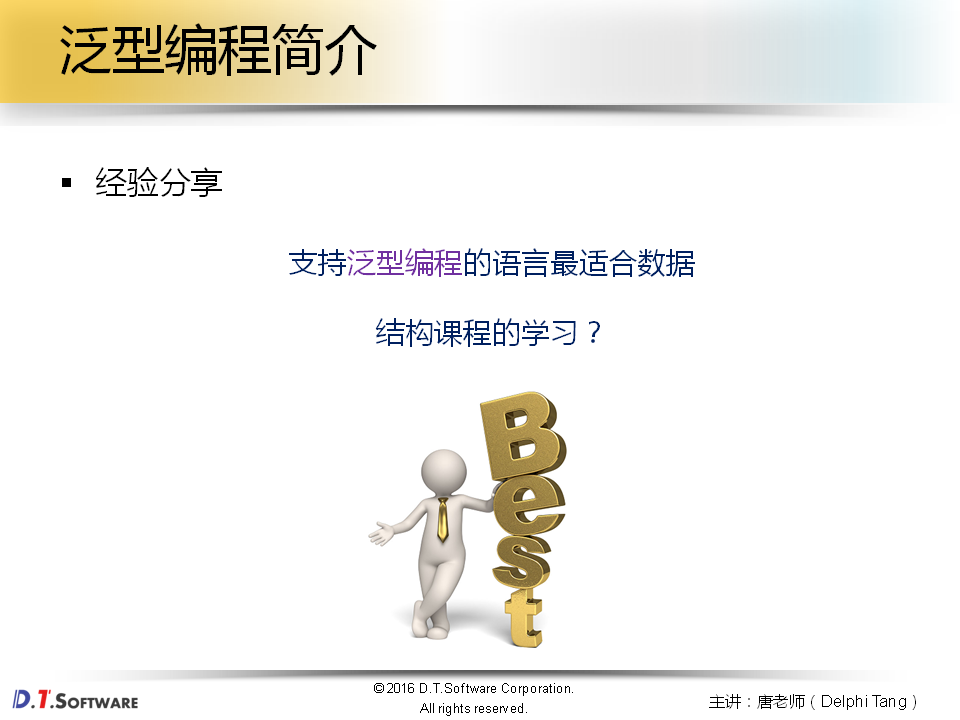 泛型编程简介
▪ 经验分享
支持泛型编程的语言最适合数据
结构课程的学习？
Best
D.T.SOFTWARE
©2016 D.T.Software Corporation.
All rights reserved.
主讲：唐老师（Delphi Tang）